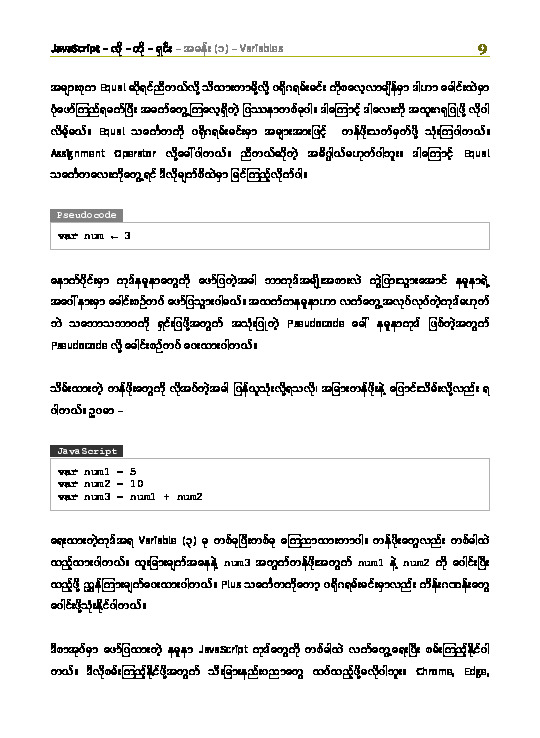 JavaScript – လို – တို – ရှင်း – အခန်း (၁) – Variables 9
အများစုက Equal ဆိုရင်ညီတယ်လို့ သိထားတာမို့လို့ ပရိုဂရမ်းမင်း ကိုစလေ့လာချိန်မှာ ဒါဟာ ခေါင်းထဲမှာ
ပုံဖော်ကြည်ရခက်ပြီး အခက်တွေ့ကြလေ့ရှိတဲ့ ပြဿနာတစ်ခုပါ။ ဒါကြောင့် ဒါလေးကို အထူးဂရုပြုဖို့ လိုပါ
လိမ့်မယ်။ Equal သင်္ကေတကို ပရိုဂရမ်းမင်းမှာ အများအားဖြင့် တန်ဖိုးသတ်မှတ်ဖို့ သုံးကြပါတယ်။
Assignment Operator လို့ခေါ်ပါတယ်။ ညီတယ်ဆိုတဲ့ အဓိပ္ပါယ်မဟုတ်ပါဘူး။ ဒါကြောင့် Equal
သင်္ကေတလေးကိုတွေ့ရင် ဒီလိုမျက်စိထဲမှာ မြင်ကြည့်လိုက်ပါ။
Pseudocode
var num ← 3
နောက်ပိုင်းမှာ ကုဒ်နမူနာတွေကို ဖော်ပြတဲ့အခါ ဘာကုဒ်အမျိုးအစားလဲ ကွဲပြားသွားအောင် နမူနာရဲ့
အပေါ်နားမှာ ခေါင်းစဉ်တပ် ဖော်ပြသွားပါမယ်။ အထက်ကနမူနာဟာ လက်တွေ့အလုပ်လုပ်တဲ့ကုဒ်မဟုတ်
ဘဲ သဘောသဘာဝကို ရှင်းပြဖို့အတွက် အသုံးပြုတဲ့ Pseudocode ခေါ် နမူနာကုဒ် ဖြစ်တဲ့အတွက်
Pseudocode လို့ ခေါင်းစဉ်တပ် ပေးထားပါတယ်။
သိမ်းထားတဲ့ တန်ဖိုးတွေကို လိုအပ်တဲ့အခါ ပြန်ယူသုံးလို့ရသလို၊ အခြားတန်ဖိုးနဲ့ ပြောင်းသိမ်းလို့လည်း ရ
ပါတယ်။ ဥပမာ –
JavaScript
var num1 = 5
var num2 = 10
var num3 = num1 + num2
ရေးထားတဲ့ကုဒ်အရ Variable (၃) ခု တစ်ခုပြီးတစ်ခု ကြေညာထားတာပါ။ တန်ဖိုးတွေလည်း တစ်ခါထဲ
ထည့်ထားပါတယ်။ ထူးခြားချက်အနေနဲ့ num3 အတွက်တန်ဖိုးအတွက် num1 နဲ့ num2 ကို ပေါင်းပြီး
ထည့်ဖို့ ညွှန်ကြားချက်ပေးထားပါတယ်။ Plus သင်္ကေတကိုတော့ ပရိုဂရမ်းမင်းမှာလည်း ကိန်းဂဏန်းတွေ
ပေါင်းဖို့သုံးနိုင်ပါတယ်။
ဒီစာအုပ်မှာ ဖော်ပြထားတဲ့ နမူနာ JavaScript ကုဒ်တွေကို တစ်ခါထဲ လက်တွေ့ရေးပြီး စမ်းကြည့်နိုင်ပါ
တယ်။ ဒီလိုစမ်းကြည့်နိုင်ဖို့အတွက် သီးခြားနည်းပညာတွေ ထပ်ထည့်ဖို့မလိုပါဘူး။ Chrome, Edge,